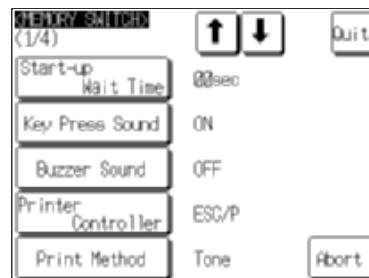 <MEMORY SWITCH>
(1/4)
Quit
Start-up
Wait Time
00sec
Key Press Sound
ON
Buzzer Sound
OFF
Printer
Controller
ESC/P
Print Method
Tone
Abort